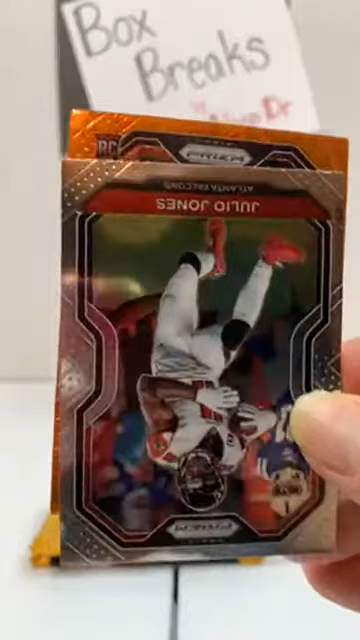 Box
Breaks
RC
PRIZM
ATLANTA FALCONS
JULIO JONES
PRIZM